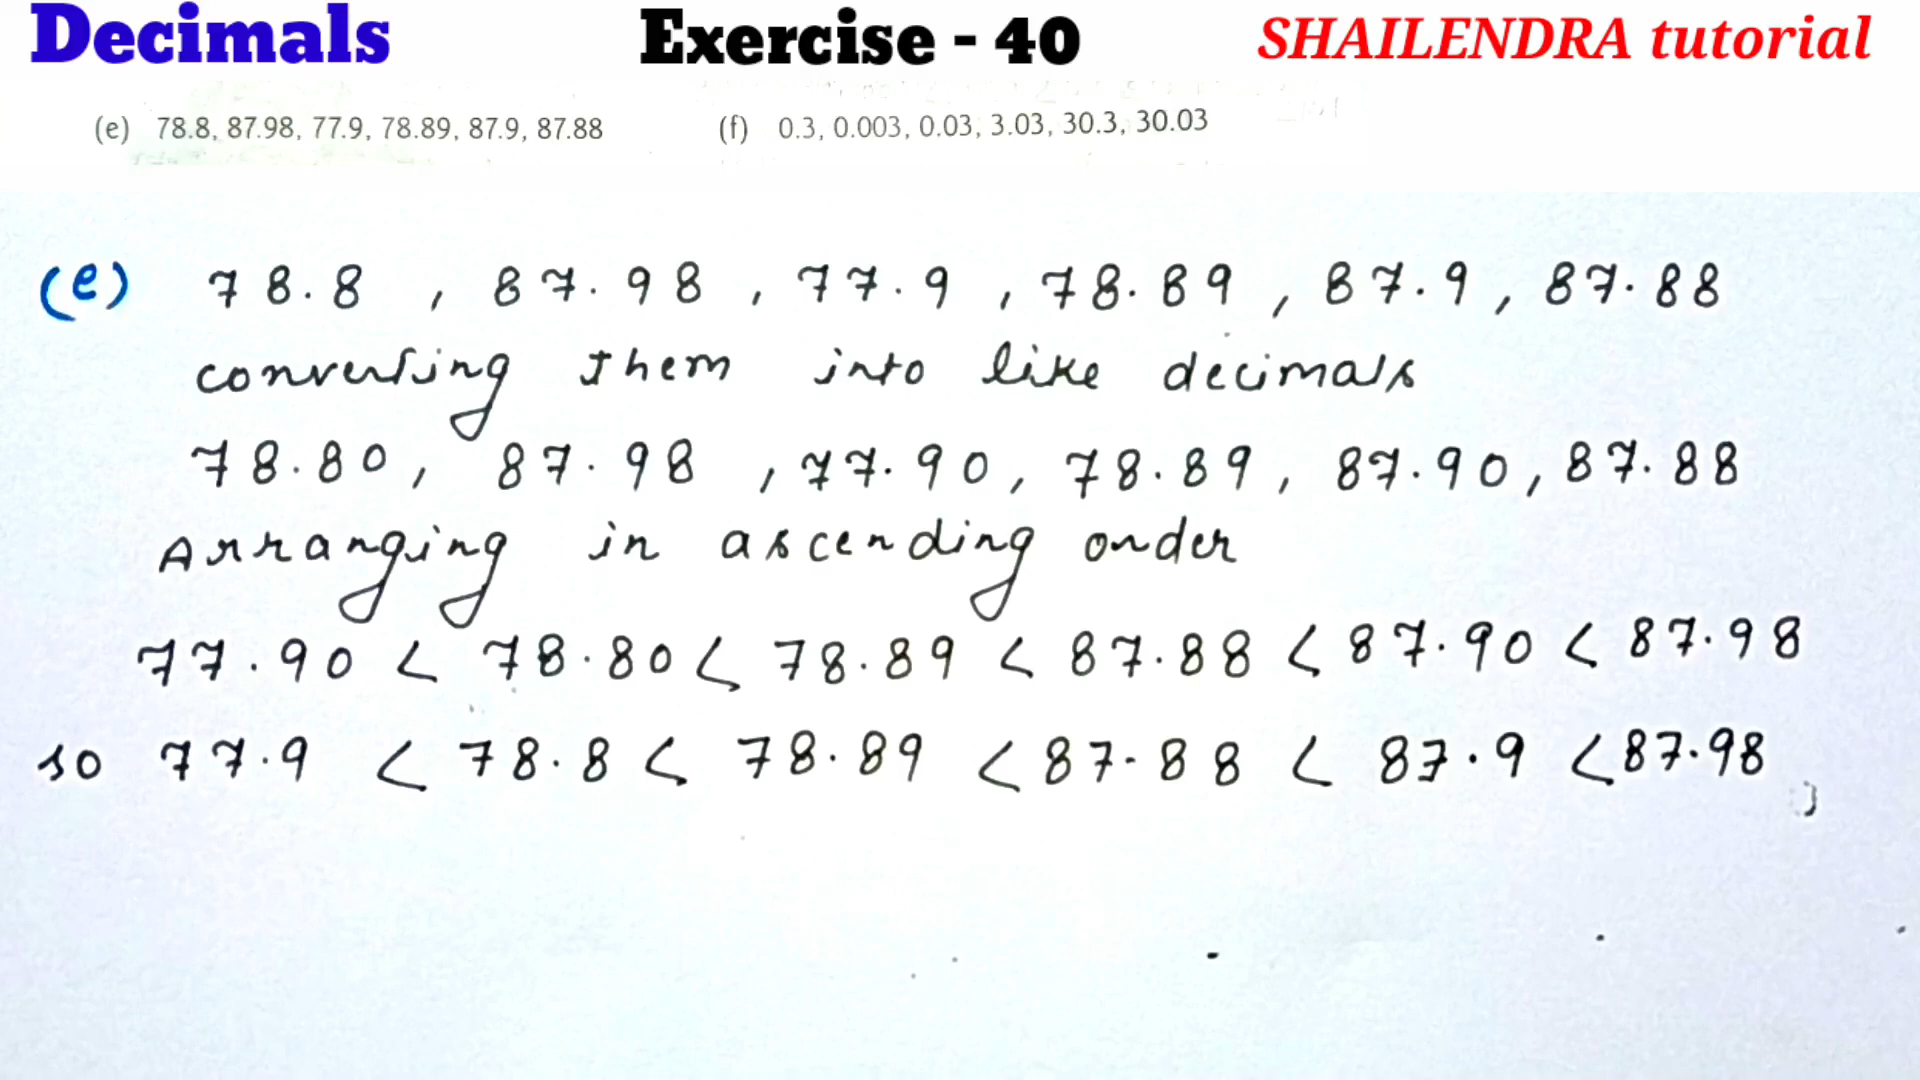 Decimals Exercise - 40 SHAILENDRA tutorial
(e) 78.8, 87.98, 77.9, 78.89, 87.9, 87.88 (f) 0.3, 0.003, 0.03, 3.03, 30.3, 30.03
(e) 78.8 , 87.98 , 77.9 , 78.89 , 87.9 , 87.88
converting them into like decimals
78.80, 87.98 , 77.90, 78.89, 87.90, 87.88
Arranging in ascending order
77.90 < 78.80 < 78.89 < 87.88 < 87.90 < 87.98
so 77.9 < 78.8 < 78.89 < 87.88 < 87.9 < 87.98